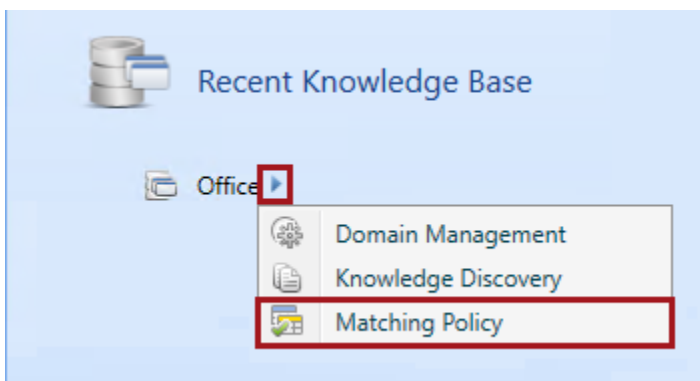 Recent Knowledge Base
Office
Domain Management
Knowledge Discovery
Matching Policy